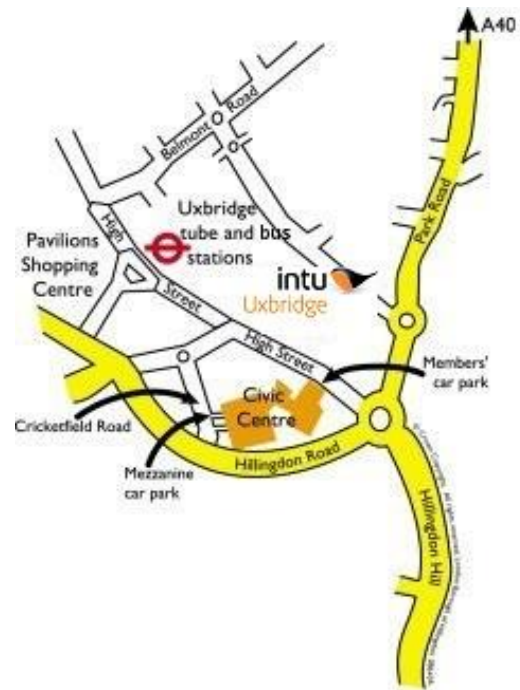 A40
Belmont Road
Park Road
High
Street
Uxbridge
tube and bus
stations
Pavilions
Shopping
Centre
intu
Uxbridge
High Street
Members'
car park
Civic
Centre
Cricketfield Road
Mezzanine
car park
Hillingdon Road
Hillingdon Hill